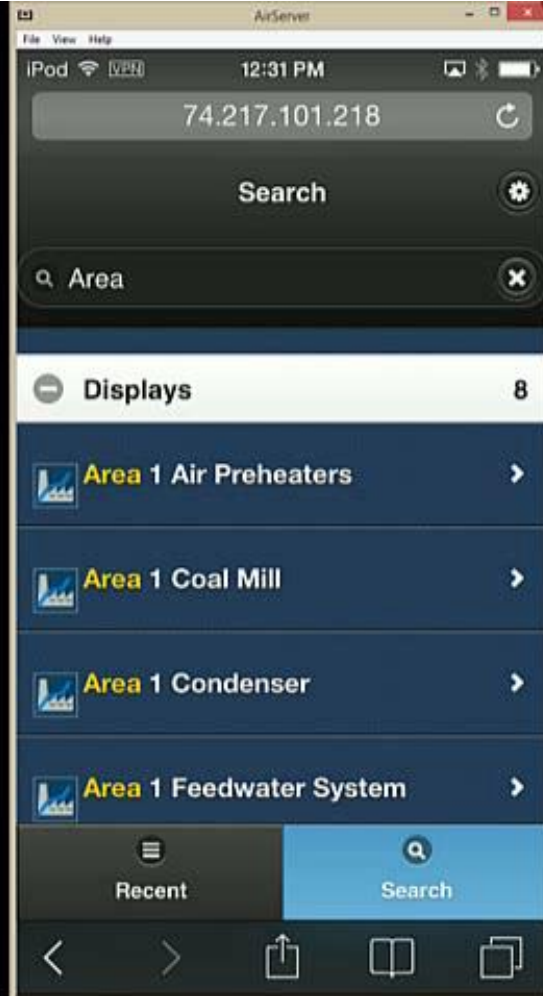 AirServer
File View Help
iPod VPN 12:31 PM
74.217.101.218
Search
Area
Displays 8
Area 1 Air Preheaters
Area 1 Coal Mill
Area 1 Condenser
Area 1 Feedwater System
Recent Search